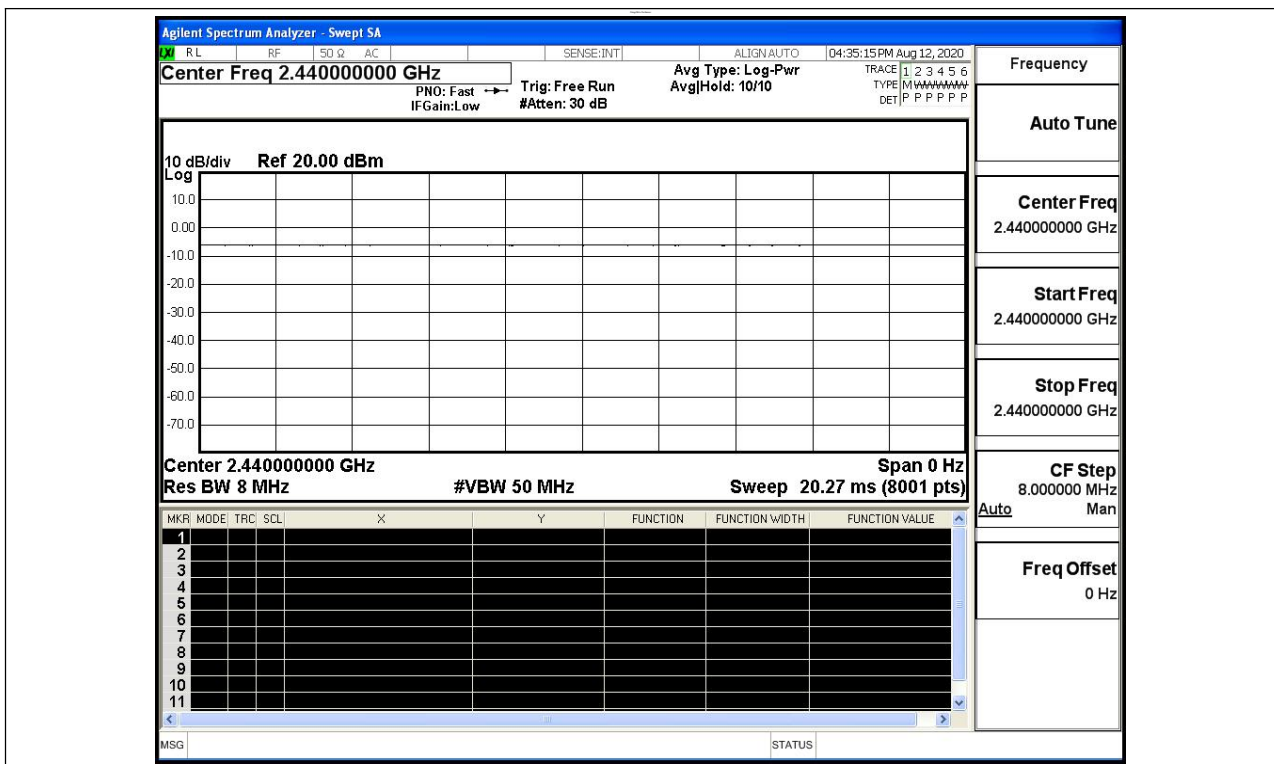 Agilent Spectrum Analyzer - Swept SA
RL RF 50 Ω AC SENSE:INT ALIGNAUTO 04:35:15PM Aug 12, 2020
Center Freq 2.440000000 GHz
PNO: Fast
IFGain:Low
Trig: Free Run
#Atten: 30 dB
Avg Type: Log-Pwr
Avg|Hold: 10/10
TRACE 1 2 3 4 5 6
TYPE M W W W W W
DET P P P P P P
10 dB/div Ref 20.00 dBm
Log
10.0
0.00
-10.0
-20.0
-30.0
-40.0
-50.0
-60.0
-70.0
Center 2.440000000 GHz Span 0 Hz
Res BW 8 MHz #VBW 50 MHz Sweep 20.27 ms (8001 pts)
MKR MODE TRC SCL X Y FUNCTION FUNCTION WIDTH FUNCTION VALUE
1
2
3
4
5
6
7
8
9
10
11
MSG STATUS
Frequency
Auto Tune
Center Freq
2.440000000 GHz
Start Freq
2.440000000 GHz
Stop Freq
2.440000000 GHz
CF Step
8.000000 MHz
Auto Man
Freq Offset
0 Hz